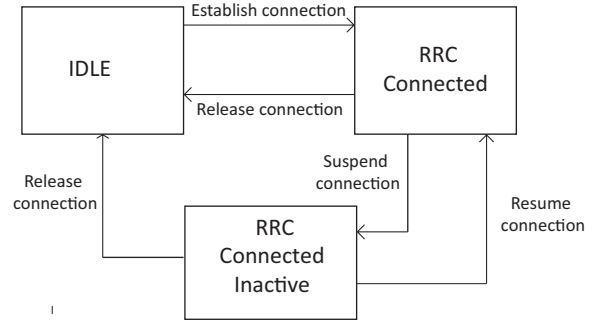 Establish connection
IDLE
RRC
Connected
Release connection
Suspend
connection
Release
connection
Resume
connection
RRC
Connected
Inactive